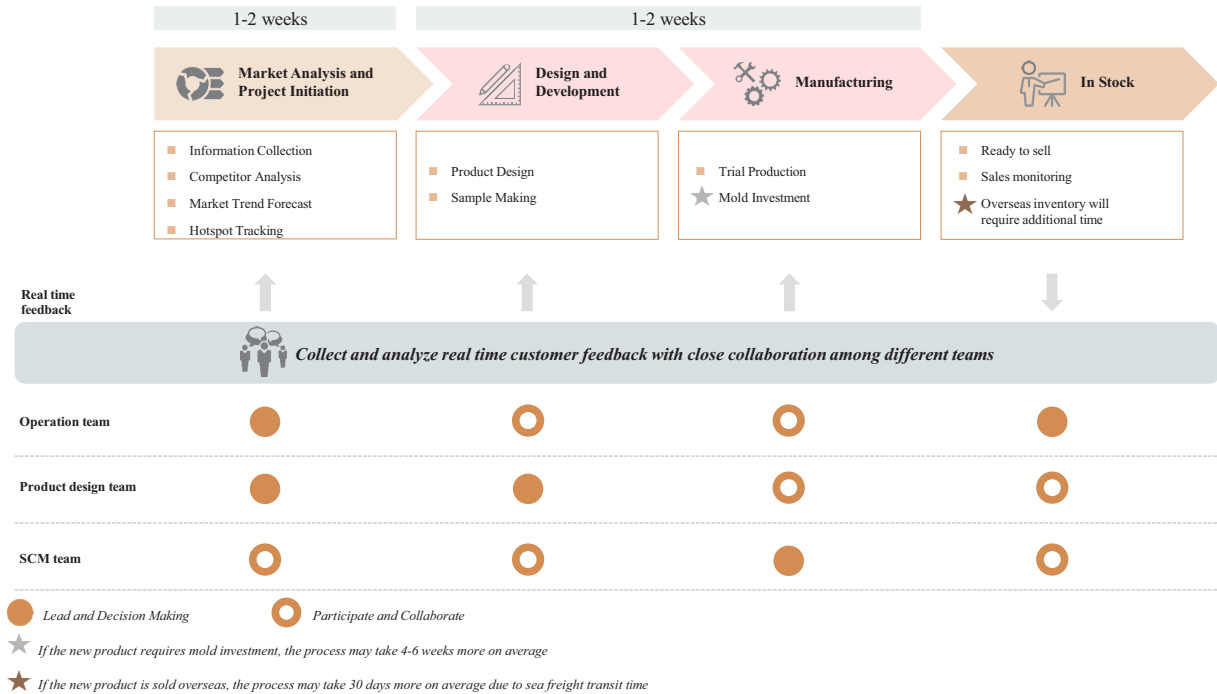 1-2 weeks
1-2 weeks
Market Analysis and
Project Initiation
Design and
Development
Manufacturing
In Stock
Information Collection
Competitor Analysis
Market Trend Forecast
Hotspot Tracking
Product Design
Sample Making
Trial Production
Mold Investment
Ready to sell
Sales monitoring
Overseas inventory will
require additional time
Real time
feedback
Collect and analyze real time customer feedback with close collaboration among different teams
Operation team
Product design team
SCM team
Lead and Decision Making
Participate and Collaborate
If the new product requires mold investment, the process may take 4-6 weeks more on average
If the new product is sold overseas, the process may take 30 days more on average due to sea freight transit time